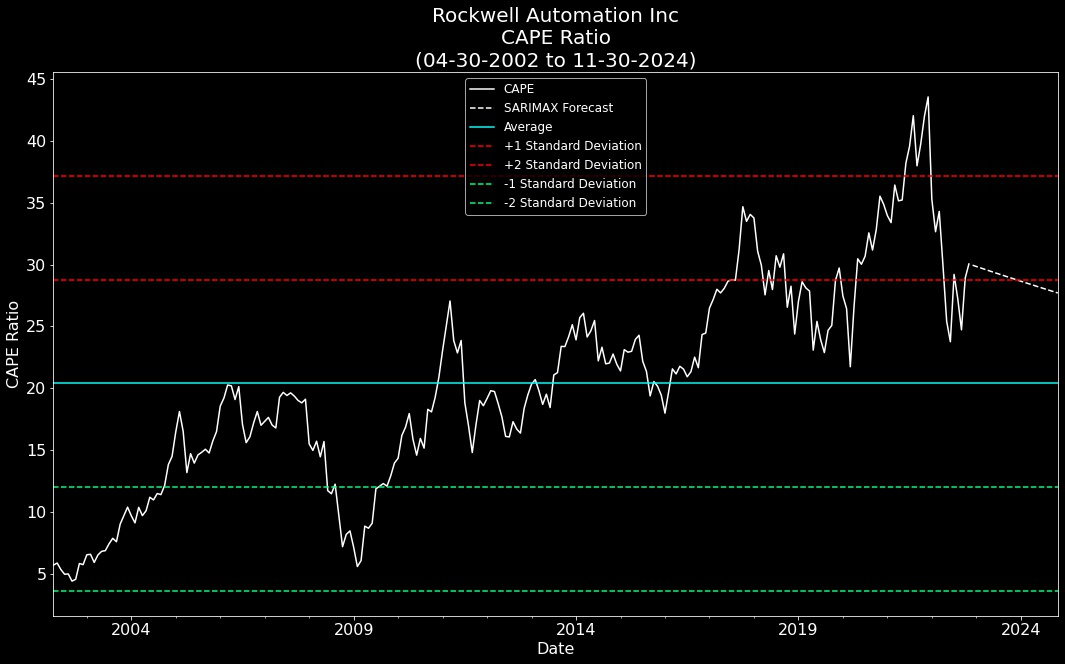 Rockwell Automation Inc
CAPE Ratio
(04-30-2002 to 11-30-2024)
CAPE
SARIMAX Forecast
Average
+1 Standard Deviation
+2 Standard Deviation
-1 Standard Deviation
-2 Standard Deviation
45
40
35
30
25
20
15
10
5
CAPE Ratio
2004
2009
2014
2019
2024
Date